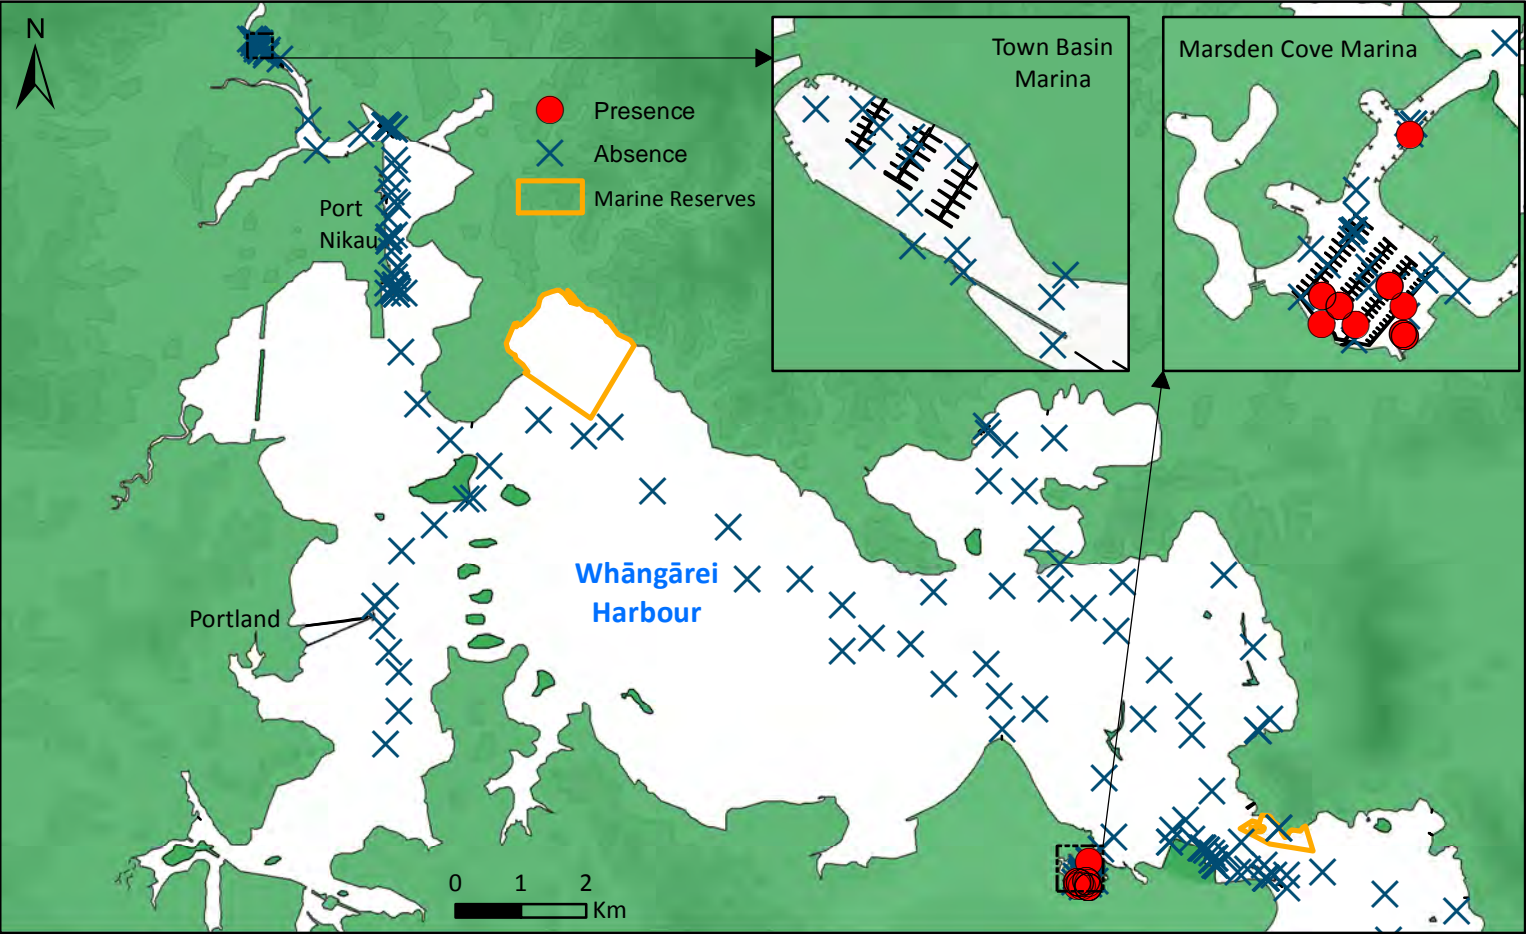 N
Town Basin
Marina
Marsden Cove Marina
Presence
Absence
Marine Reserves
Port
Nikau
Whāngārei
Harbour
Portland
0 1 2
Km